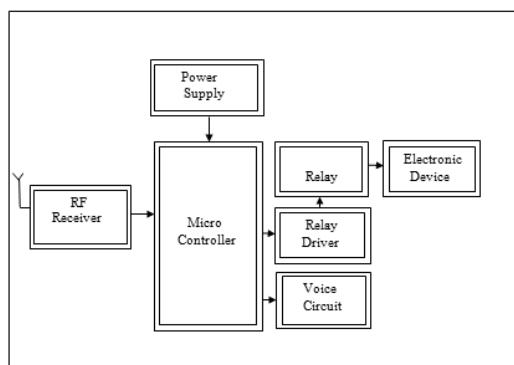 Power
Supply
Relay
Electronic
Device
RF
Receiver
Micro
Controller
Relay
Driver
Voice
Circuit